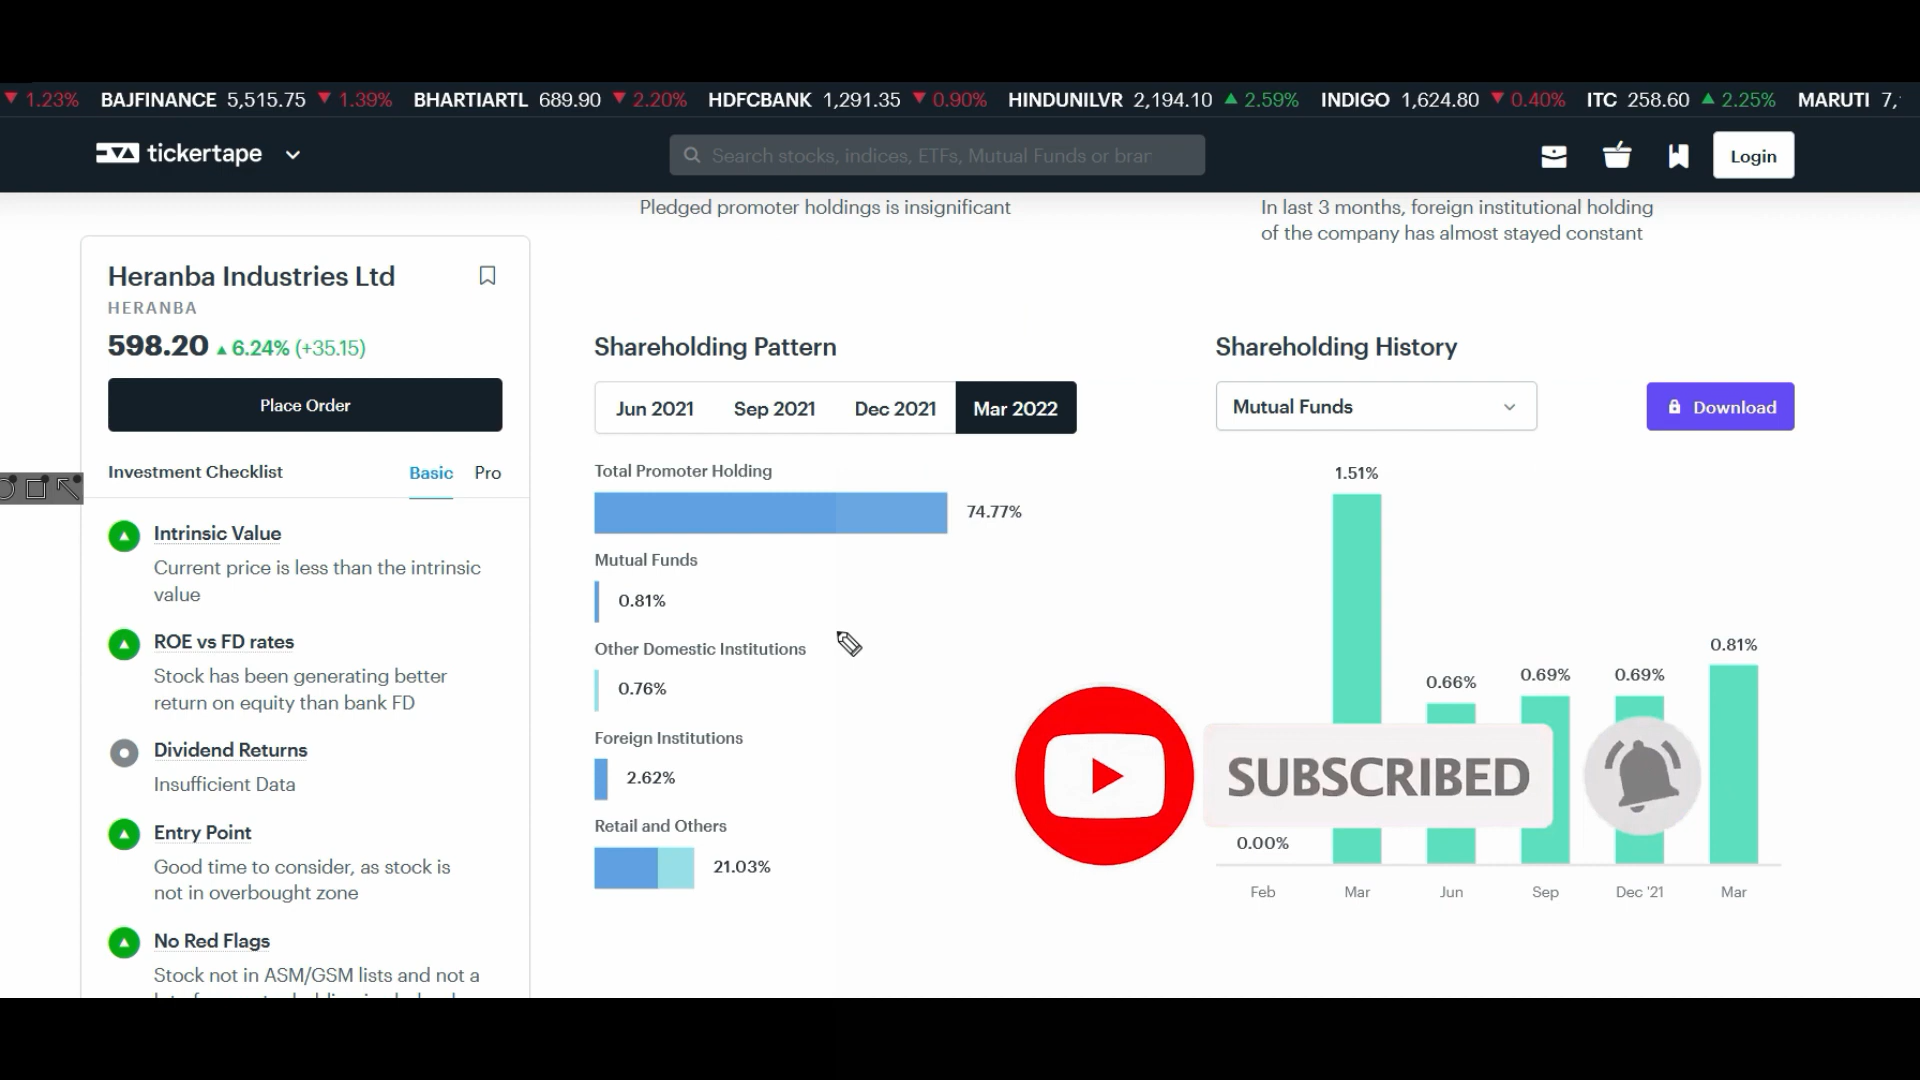 1.23% BAJFINANCE 5,515.75 1.39% BHARTIARTL 689.90 2.20% HDFCBANK 1,291.35 0.90% HINDUNILVR 2,194.10 2.59% INDIGO 1,624.80 0.40% ITC 258.60 2.25% MARUTI 7,
tickertape
Search stocks, indices, ETFs, Mutual Funds or bran
Login
Pledged promoter holdings is insignificant
In last 3 months, foreign institutional holding
of the company has almost stayed constant
Heranba Industries Ltd
HERANBA
598.20 6.24% (+35.15)
Place Order
Investment Checklist Basic Pro
Intrinsic Value
Current price is less than the intrinsic
value
ROE vs FD rates
Stock has been generating better
return on equity than bank FD
Dividend Returns
Insufficient Data
Entry Point
Good time to consider, as stock is
not in overbought zone
No Red Flags
Stock not in ASM/GSM lists and not a
Shareholding Pattern
Jun 2021 Sep 2021 Dec 2021 Mar 2022
Total Promoter Holding
74.77%
Mutual Funds
0.81%
Other Domestic Institutions
0.76%
Foreign Institutions
2.62%
Retail and Others
21.03%
Shareholding History
Mutual Funds
Download
1.51%
0.81%
0.66% 0.69% 0.69%
SUBSCRIBED
0.00%
Feb Mar Jun Sep Dec '21 Mar